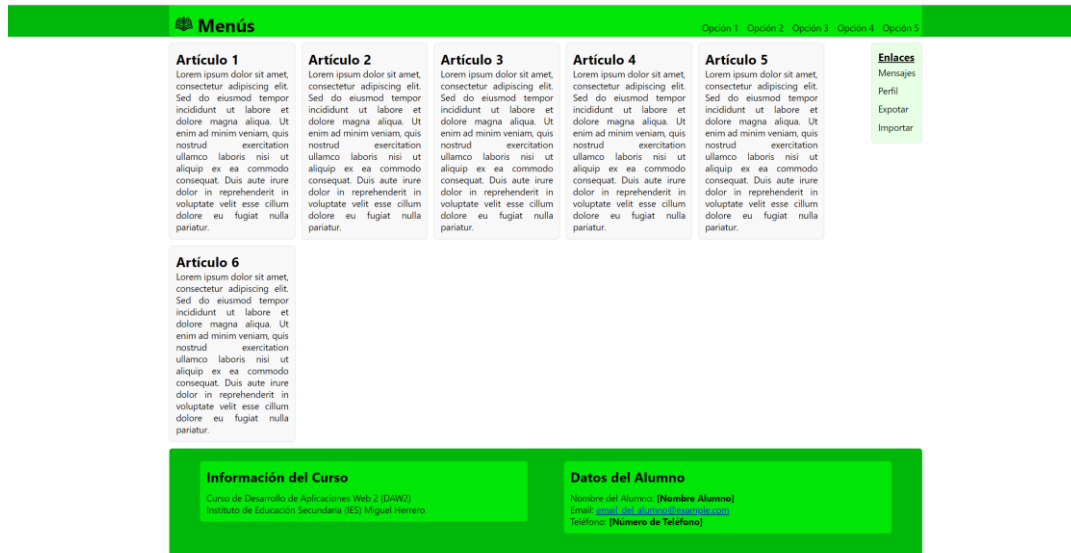 Menús
Opción 1 Opción 2 Opción 3 Opción 4 Opción 5
Artículo 1
Lorem ipsum dolor sit amet,
consectetur adipiscing elit.
Sed do eiusmod tempor
incididunt ut labore et
dolore magna aliqua. Ut
enim ad minim veniam, quis
nostrud exercitation
ullamco laboris nisi ut
aliquip ex ea commodo
consequat. Duis aute irure
dolor in reprehenderit in
voluptate velit esse cillum
dolore eu fugiat nulla
pariatur.
Artículo 2
Lorem ipsum dolor sit amet,
consectetur adipiscing elit.
Sed do eiusmod tempor
incididunt ut labore et
dolore magna aliqua. Ut
enim ad minim veniam, quis
nostrud exercitation
ullamco laboris nisi ut
aliquip ex ea commodo
consequat. Duis aute irure
dolor in reprehenderit in
voluptate velit esse cillum
dolore eu fugiat nulla
pariatur.
Artículo 3
Lorem ipsum dolor sit amet,
consectetur adipiscing elit.
Sed do eiusmod tempor
incididunt ut labore et
dolore magna aliqua. Ut
enim ad minim veniam, quis
nostrud exercitation
ullamco laboris nisi ut
aliquip ex ea commodo
consequat. Duis aute irure
dolor in reprehenderit in
voluptate velit esse cillum
dolore eu fugiat nulla
pariatur.
Artículo 4
Lorem ipsum dolor sit amet,
consectetur adipiscing elit.
Sed do eiusmod tempor
incididunt ut labore et
dolore magna aliqua. Ut
enim ad minim veniam, quis
nostrud exercitation
ullamco laboris nisi ut
aliquip ex ea commodo
consequat. Duis aute irure
dolor in reprehenderit in
voluptate velit esse cillum
dolore eu fugiat nulla
pariatur.
Artículo 5
Lorem ipsum dolor sit amet,
consectetur adipiscing elit.
Sed do eiusmod tempor
incididunt ut labore et
dolore magna aliqua. Ut
enim ad minim veniam, quis
nostrud exercitation
ullamco laboris nisi ut
aliquip ex ea commodo
consequat. Duis aute irure
dolor in reprehenderit in
voluptate velit esse cillum
dolore eu fugiat nulla
pariatur.
Enlaces
Mensajes
Perfil
Expotar
Importar
Artículo 6
Lorem ipsum dolor sit amet,
consectetur adipiscing elit.
Sed do eiusmod tempor
incididunt ut labore et
dolore magna aliqua. Ut
enim ad minim veniam, quis
nostrud exercitation
ullamco laboris nisi ut
aliquip ex ea commodo
consequat. Duis aute irure
dolor in reprehenderit in
voluptate velit esse cillum
dolore eu fugiat nulla
pariatur.
Información del Curso
Curso de Desarrollo de Aplicaciones Web 2 (DAW2)
Instituto de Educación Secundaria (IES) Miguel Herrero
Datos del Alumno
Nombre del Alumno: [Nombre Alumno]
Email: email_del_alumno@example.com
Teléfono: [Número de Teléfono]